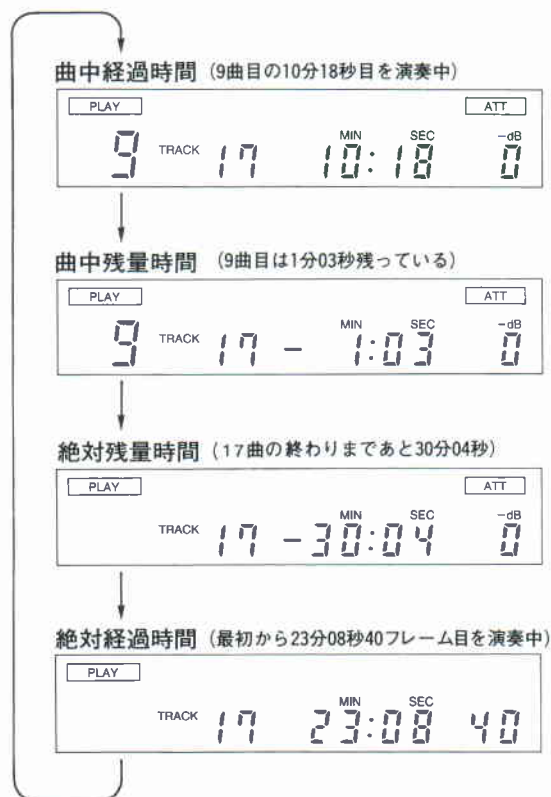 曲中経過時間 (9曲目の10分18秒目を演奏中)
PLAY ATT
MIN SEC -dB
9 TRACK 17 10:18 0
曲中残量時間 (9曲目は1分03秒残っている)
PLAY ATT
MIN SEC -dB
9 TRACK 17 - 1:03 0
絶対残量時間 (17曲の終わりまであと30分04秒)
PLAY ATT
MIN SEC -dB
TRACK 17 -30:04 0
絶対経過時間 (最初から23分08秒40フレーム目を演奏中)
PLAY
MIN SEC
TRACK 17 23:08 40